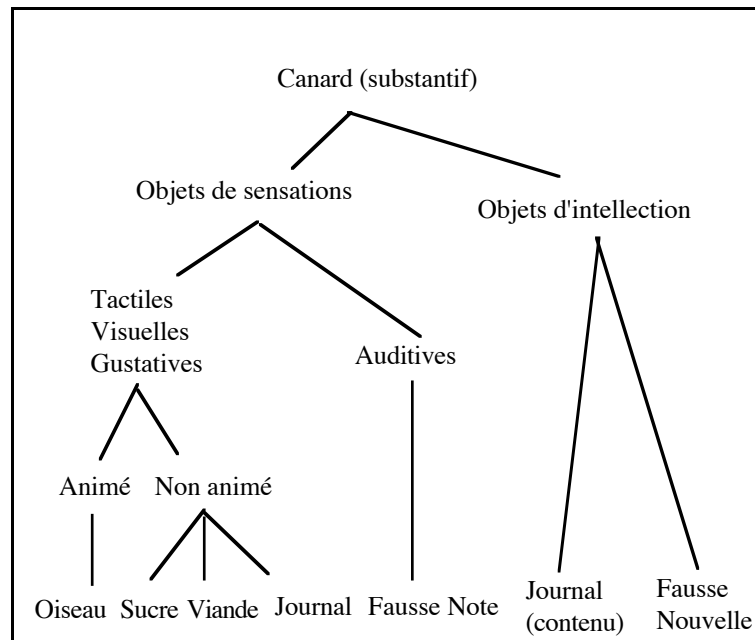 Canard (substantif)
Objets de sensations
Objets d'intellection
Tactiles
Visuelles
Gustatives
Auditives
Animé
Non animé
Oiseau
Sucre
Viande
Journal
Fausse Note
Journal
(contenu)
Fausse
Nouvelle